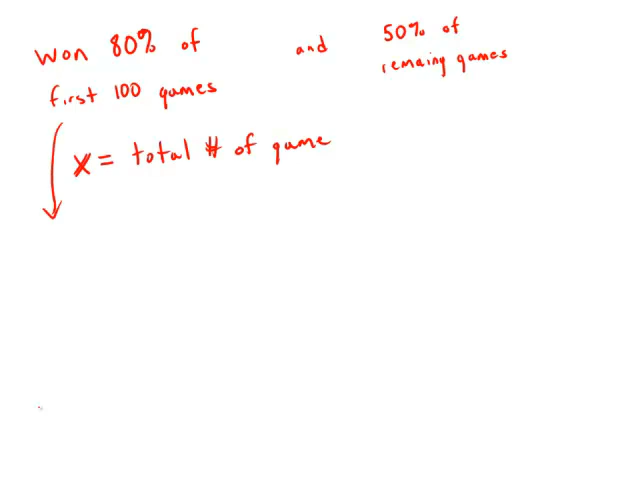 Won 80% of and 50% of
first 100 games remaing games
x = total # of game